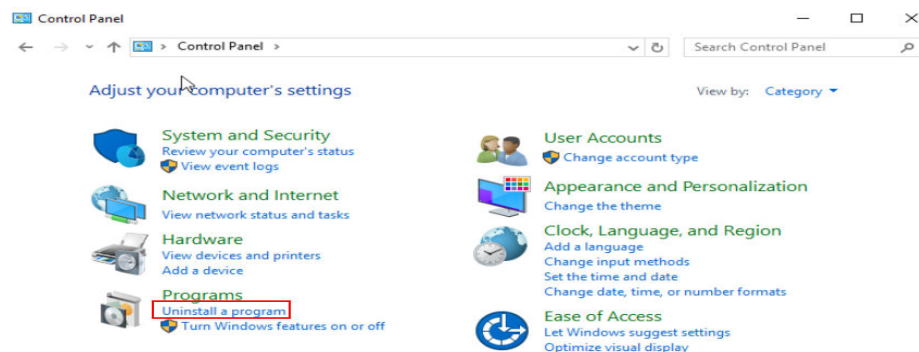 Control Panel
Control Panel
Search Control Panel
Adjust your computer's settings
View by: Category
System and Security
Review your computer's status
View event logs
Network and Internet
View network status and tasks
Hardware
View devices and printers
Add a device
Programs
Uninstall a program
Turn Windows features on or off
User Accounts
Change account type
Appearance and Personalization
Change the theme
Clock, Language, and Region
Add a language
Change input methods
Set the time and date
Change date, time, or number formats
Ease of Access
Let Windows suggest settings
Optimize visual display